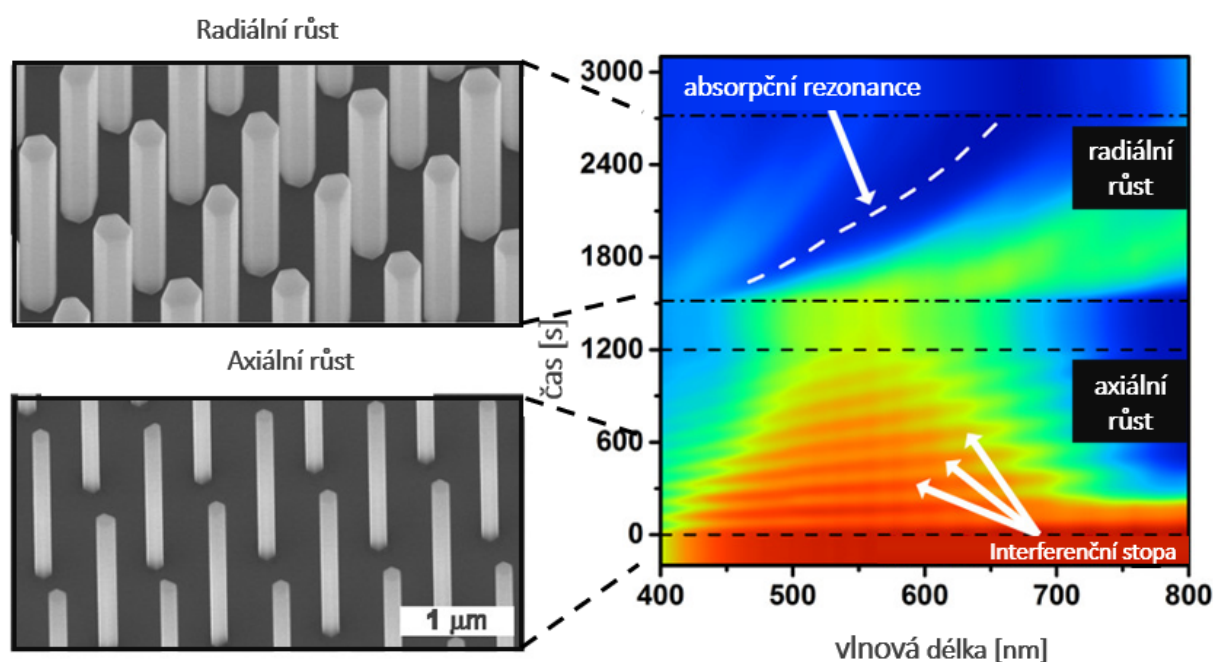 Radiální růst
Axiální růst
1 μm
absorpční rezonance
radiální
růst
axiální
růst
Interferenční stopa
čas [s]
3000
2400
1800
1200
600
0
400
500
600
700
800
vlnová délka [nm]